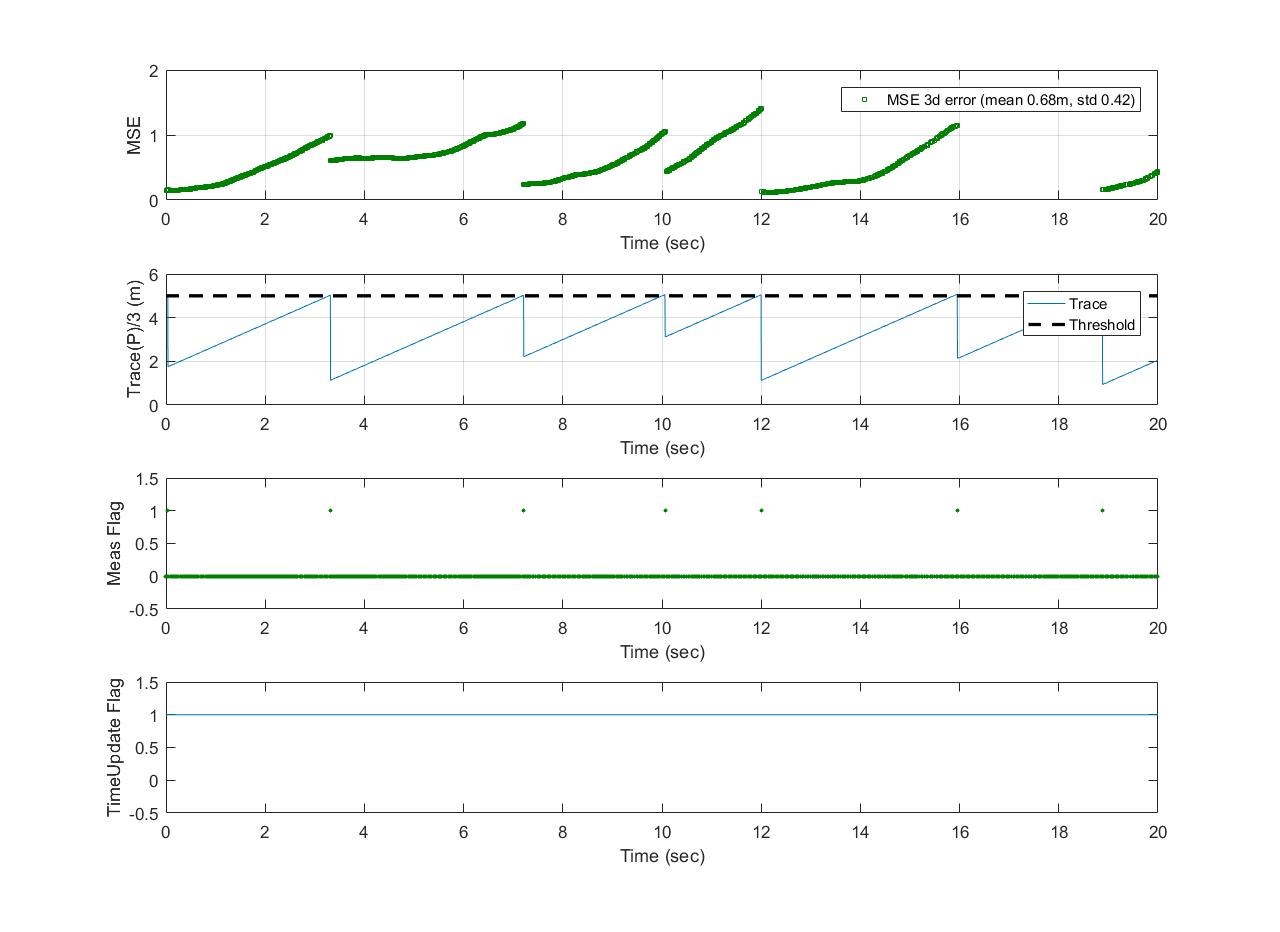 2
1
0
MSE
MSE 3d error (mean 0.68m, std 0.42)
0 2 4 6 8 10 12 14 16 18 20
Time (sec)
6
4
2
0
Trace(P)/3 (m)
Trace
Threshold
0 2 4 6 8 10 12 14 16 18 20
Time (sec)
1.5
1
0.5
0
-0.5
Meas Flag
0 2 4 6 8 10 12 14 16 18 20
Time (sec)
1.5
1
0.5
0
-0.5
TimeUpdate Flag
0 2 4 6 8 10 12 14 16 18 20
Time (sec)